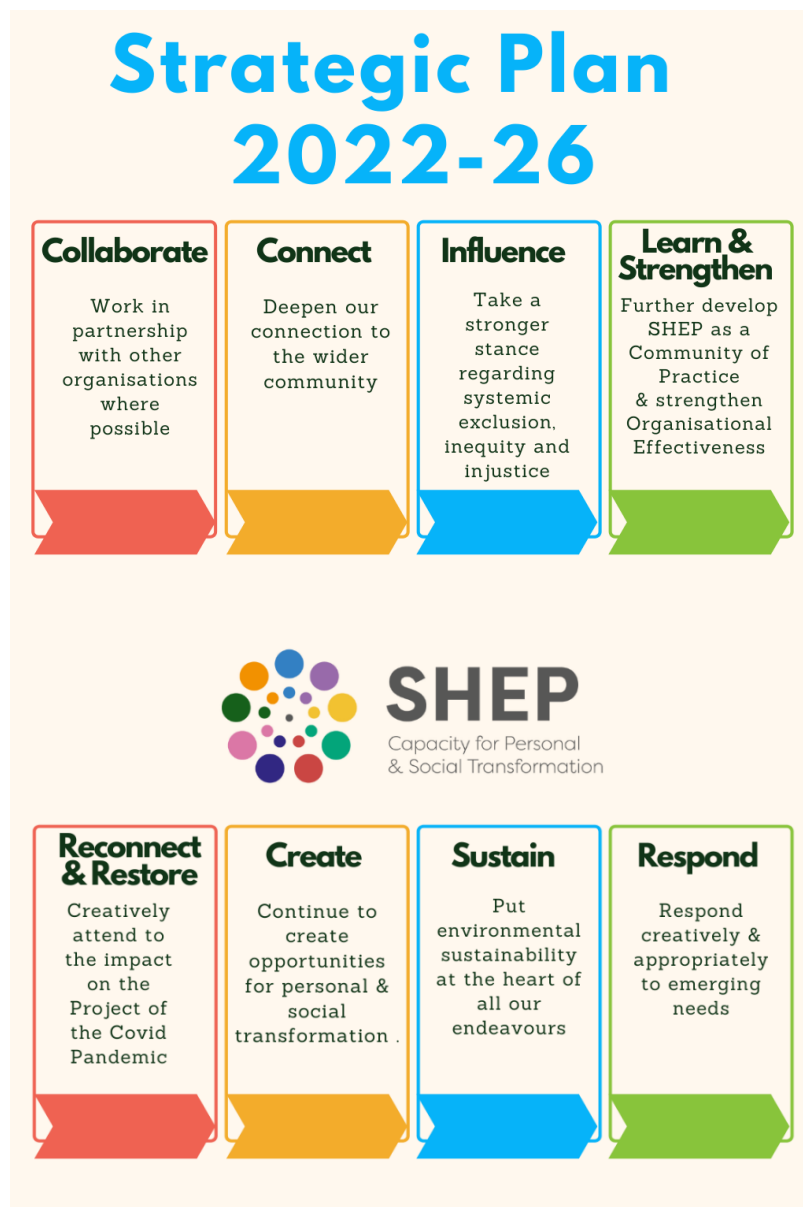 Strategic Plan
2022-26
Collaborate
Work in
partnership
with other
organisations
where
possible
Connect
Deepen our
connection to
the wider
community
Influence
Take a
stronger
stance
regarding
systemic
exclusion,
inequity and
injustice
Learn &
Strengthen
Further develop
SHEP as a
Community of
Practice
& strengthen
Organisational
Effectiveness
SHEP
Capacity for Personal
& Social Transformation
Reconnect
& Restore
Creatively
attend to
the impact
on the
Project of
the Covid
Pandemic
Create
Continue to
create
opportunities
for personal &
social
transformation .
Sustain
Put
environmental
sustainability
at the heart of
all our
endeavours
Respond
Respond
creatively &
appropriately
to emerging
needs